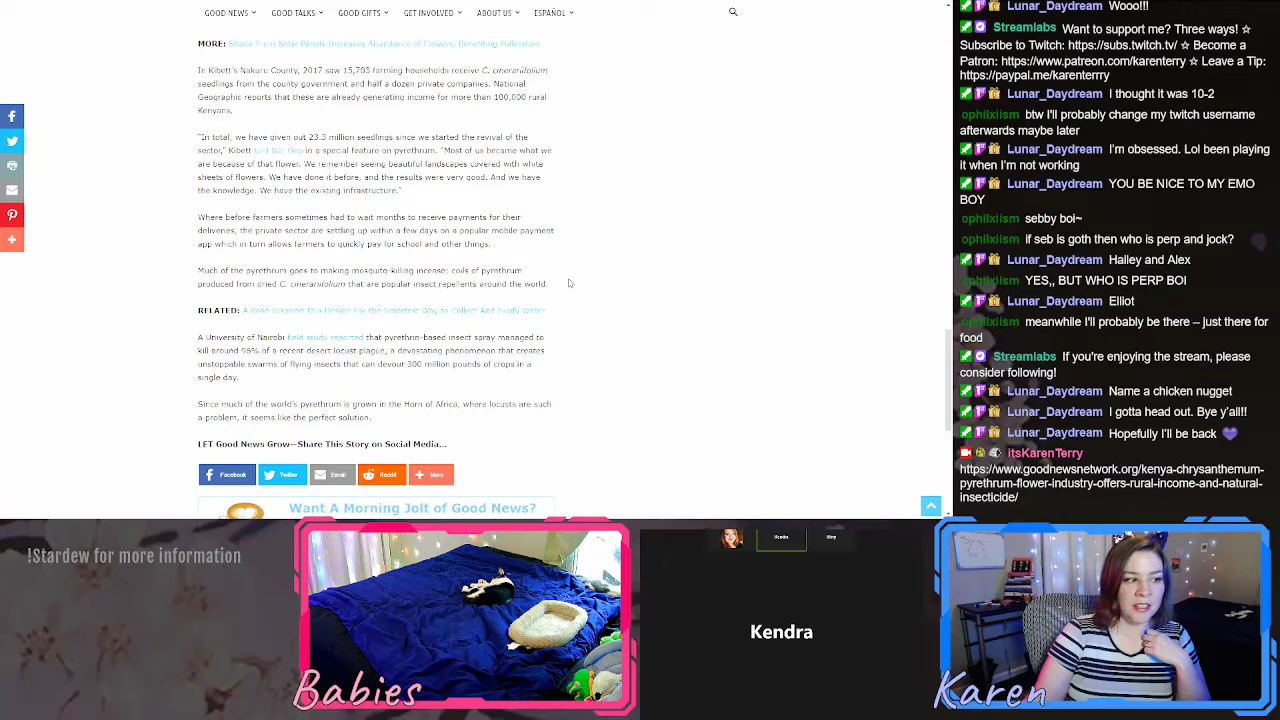 GOOD NEWS GOOD TALKS GOOD GIFTS GET INVOLVED ABOUT US ESPAÑOL
MORE: Shade From Solar Panels Increases Abundance of Flowers, Benefiting Pollinators
In Kibett's Nakuru County, 2017 saw 15,703 farming households receive C. cinerariifolium
seedlings from the county government and half a dozen private companies. National
Geographic reports that these are already generating income for more than 100,000 rural
Kenyans.
"In total, we have given out 23.3 million seedlings since we started the revival of the
sector," Kibett told Nat Geo in a special feature on pyrethrum. "Most of us became what we
are because of that flower. We remember seeing beautiful landscapes covered with white
sheets of flowers. We have done it before, and the results were very good. And we have
the knowledge. We have the existing infrastructure."
Where before farmers sometimes had to wait months to receive payments for their
deliveries, the private sector are settling up within a few days on a popular mobile payment
app which in turn allows farmers to quickly pay for school and other things.
Much of the pyrethrum goes to making mosquito-killing incense: coils of pyrethrum
produced from dried C. cinerariifolium that are popular insect repellents around the world.
RELATED: A Rose Inspired This Design For the Smartest Way to Collect And Purify Water
A University of Nairobi field study reported that pyrethrin-based insect spray managed to
kill around 96% of a recent desert locust plague, a devastating phenomenon that creates
unstoppable swarms of flying insects that can devour 300 million pounds of crops in a
single day.
Since much of the world's pyrethrum is grown in the Horn of Africa, where locusts are such
a problem, it seems like the perfect solution.
LET Good News Grow—Share This Story on Social Media...
Facebook Twitter Email Reddit More
Want A Morning Jolt of Good News?
Lunar_Daydream Wooo!!!
Streamlabs Want to support me? Three ways! ☆
Subscribe to Twitch: https://subs.twitch.tv/ ☆ Become a
Patron: https://www.patreon.com/karenterry ☆ Leave a Tip:
https://paypal.me/karenterrry
Lunar_Daydream I thought it was 10-2
ophilxiism btw I'll probably change my twitch username
afterwards maybe later
Lunar_Daydream I'm obsessed. Lol been playing
it when I'm not working
Lunar_Daydream YOU BE NICE TO MY EMO
BOY
ophilxiism sebby boi~
ophilxiism if seb is goth then who is perp and jock?
Lunar_Daydream Halley and Alex
ophilxiism YES,, BUT WHO IS PERP BOI
Lunar_Daydream Elliot
ophilxiism meanwhile I'll probably be there – just there for
food
Streamlabs If you're enjoying the stream, please
consider following!
Lunar_Daydream Name a chicken nugget
Lunar_Daydream I gotta head out. Bye y'all!!
Lunar_Daydream Hopefully I'll be back 💜
itsKarenTerry
https://www.goodnewsnetwork.org/kenya-chrysanthemum-
pyrethrum-flower-industry-offers-rural-income-and-natural-
insecticide/
!Stardew for more information
Kendra
Kendra
Babies
Karen